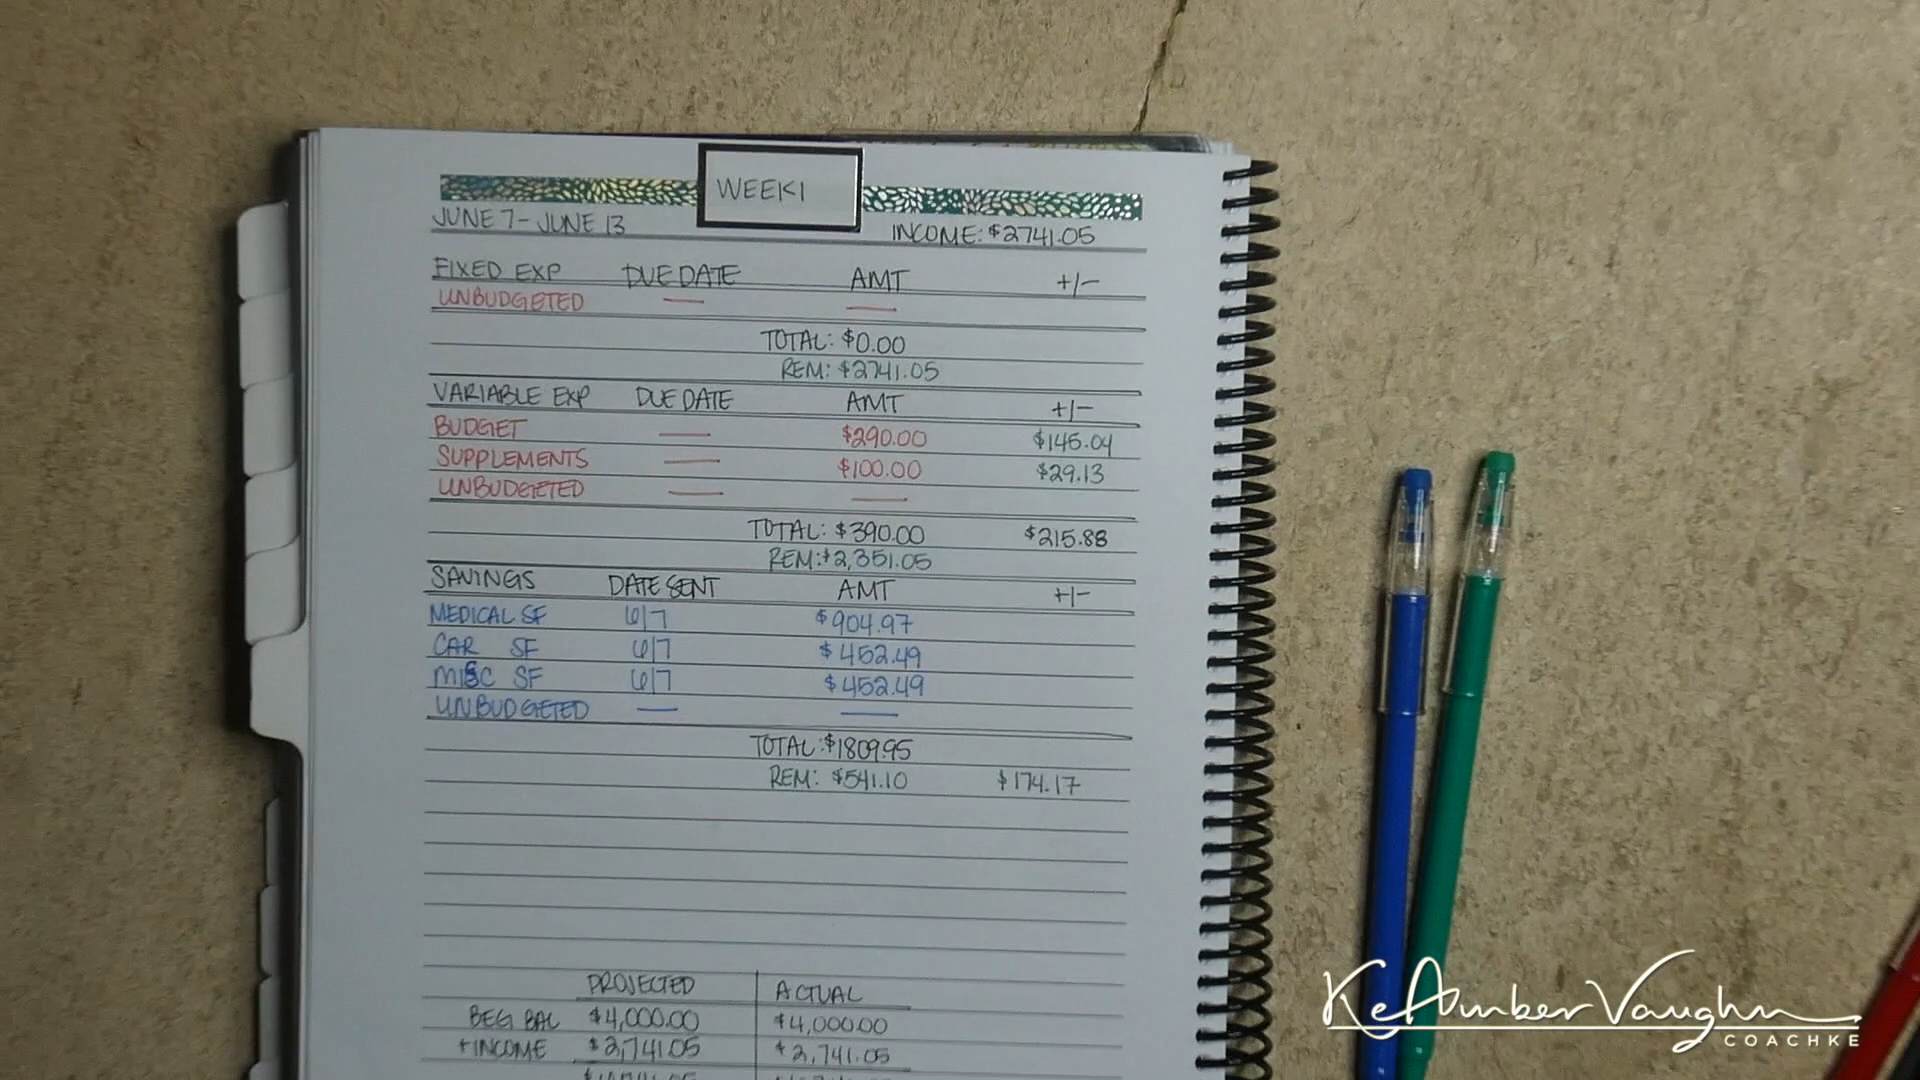 WEEK1
JUNE 7 - JUNE 13 INCOME: $2741.05
FIXED EXP DUE DATE AMT +/-
UNBUDGETED — —
TOTAL: $0.00
REM: $2741.05
VARIABLE EXP DUE DATE AMT +/-
BUDGET — $290.00 $145.04
SUPPLEMENTS — $100.00 $29.13
UNBUDGETED — —
TOTAL: $390.00 $215.88
REM: $2,351.05
SAVINGS DATE SENT AMT +/-
MEDICAL SF 6/7 $904.97
CAR SF 6/7 $452.49
MISC SF 6/7 $452.49
UNBUDGETED — —
TOTAL: $1809.95
REM: $541.10 $174.17
PROJECTED ACTUAL
BEG BAL $4,000.00 $4,000.00
+INCOME $2,741.05 $2,741.05
KeAmber Vaughn
COACHKE